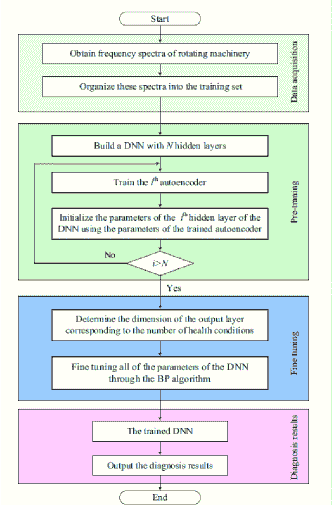 Start
Obtain frequency spectra of rotating machinery
Organize these spectra into the training set
Data acquisition
Build a DNN with N hidden layers
Train the ith autoencoder
Initialize the parameters of the ith hidden layer of the
DNN using the parameters of the trained autoencoder
No
i>N
Pre-training
Yes
Determine the dimension of the output layer
corresponding to the number of health conditions
Fine tuning all of the parameters of the DNN
through the BP algorithm
Fine tuning
The trained DNN
Output the diagnosis results
Diagnosis results
End